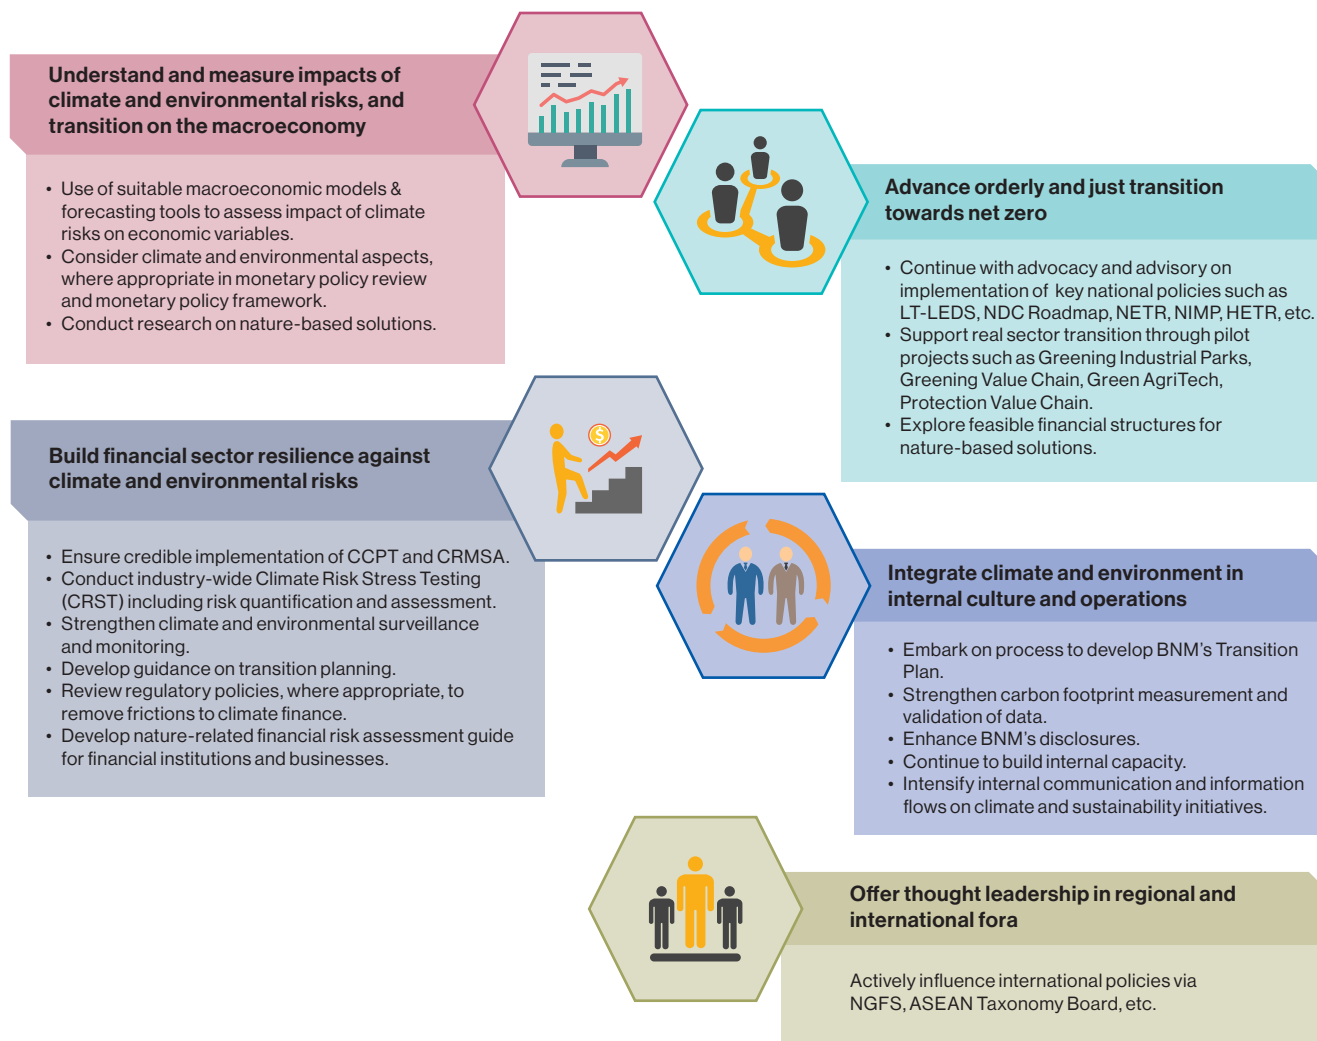 Understand and measure impacts of
climate and environmental risks, and
transition on the macroeconomy
• Use of suitable macroeconomic models &
forecasting tools to assess impact of climate
risks on economic variables.
• Consider climate and environmental aspects,
where appropriate in monetary policy review
and monetary policy framework.
• Conduct research on nature-based solutions.
Advance orderly and just transition
towards net zero
• Continue with advocacy and advisory on
implementation of key national policies such as
LT-LEDS, NDC Roadmap, NETR, NIMP, HETR, etc.
• Support real sector transition through pilot
projects such as Greening Industrial Parks,
Greening Value Chain, Green AgriTech,
Protection Value Chain.
• Explore feasible financial structures for
nature-based solutions.
Build financial sector resilience against
climate and environmental risks
$
• Ensure credible implementation of CCPT and CRMSA.
• Conduct industry-wide Climate Risk Stress Testing
(CRST) including risk quantification and assessment.
• Strengthen climate and environmental surveillance
and monitoring.
• Develop guidance on transition planning.
• Review regulatory policies, where appropriate, to
remove frictions to climate finance.
• Develop nature-related financial risk assessment guide
for financial institutions and businesses.
Integrate climate and environment in
internal culture and operations
• Embark on process to develop BNM's Transition
Plan.
• Strengthen carbon footprint measurement and
validation of data.
• Enhance BNM's disclosures.
• Continue to build internal capacity.
• Intensify internal communication and information
flows on climate and sustainability initiatives.
Offer thought leadership in regional and
international fora
Actively influence international policies via
NGFS, ASEAN Taxonomy Board, etc.